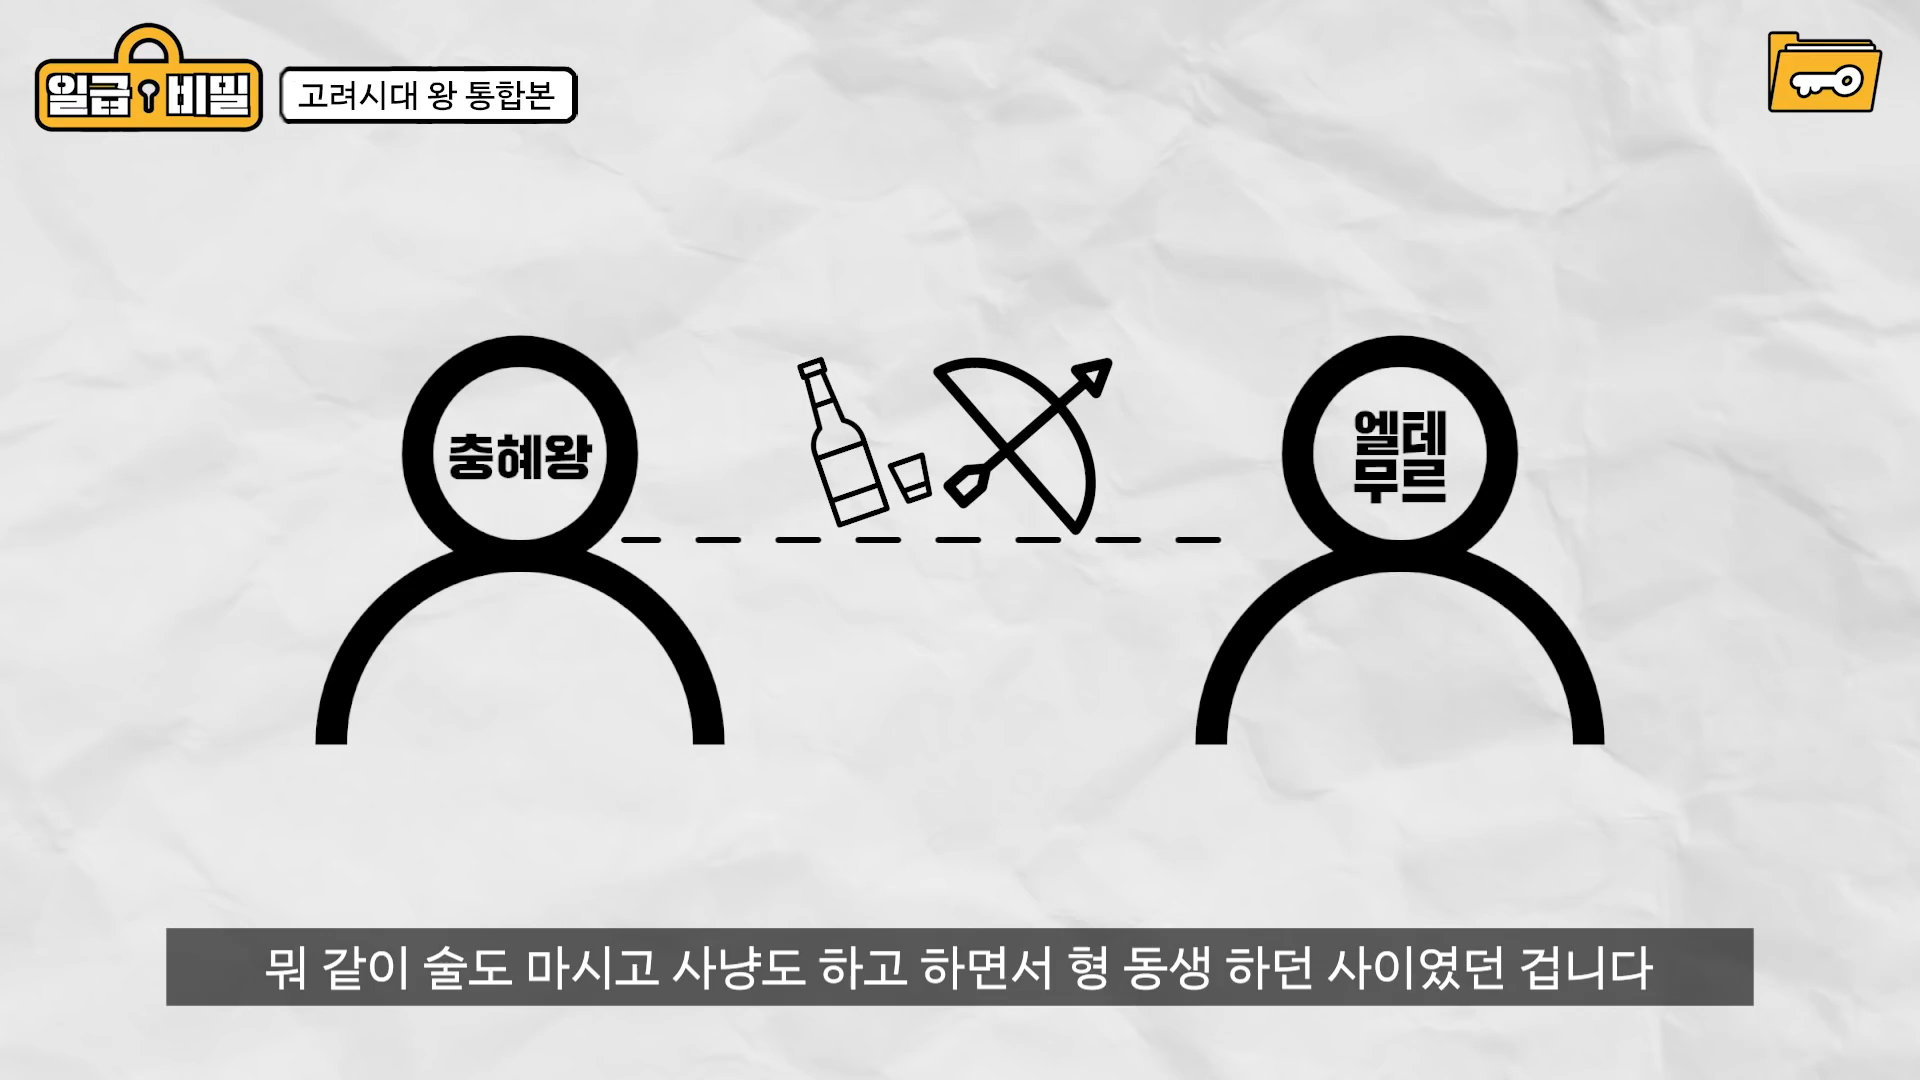 일급비밀
고려시대 왕 통합본
충혜왕
엘테
무르
뭐 같이 술도 마시고 사냥도 하고 하면서 형 동생 하던 사이였던 겁니다